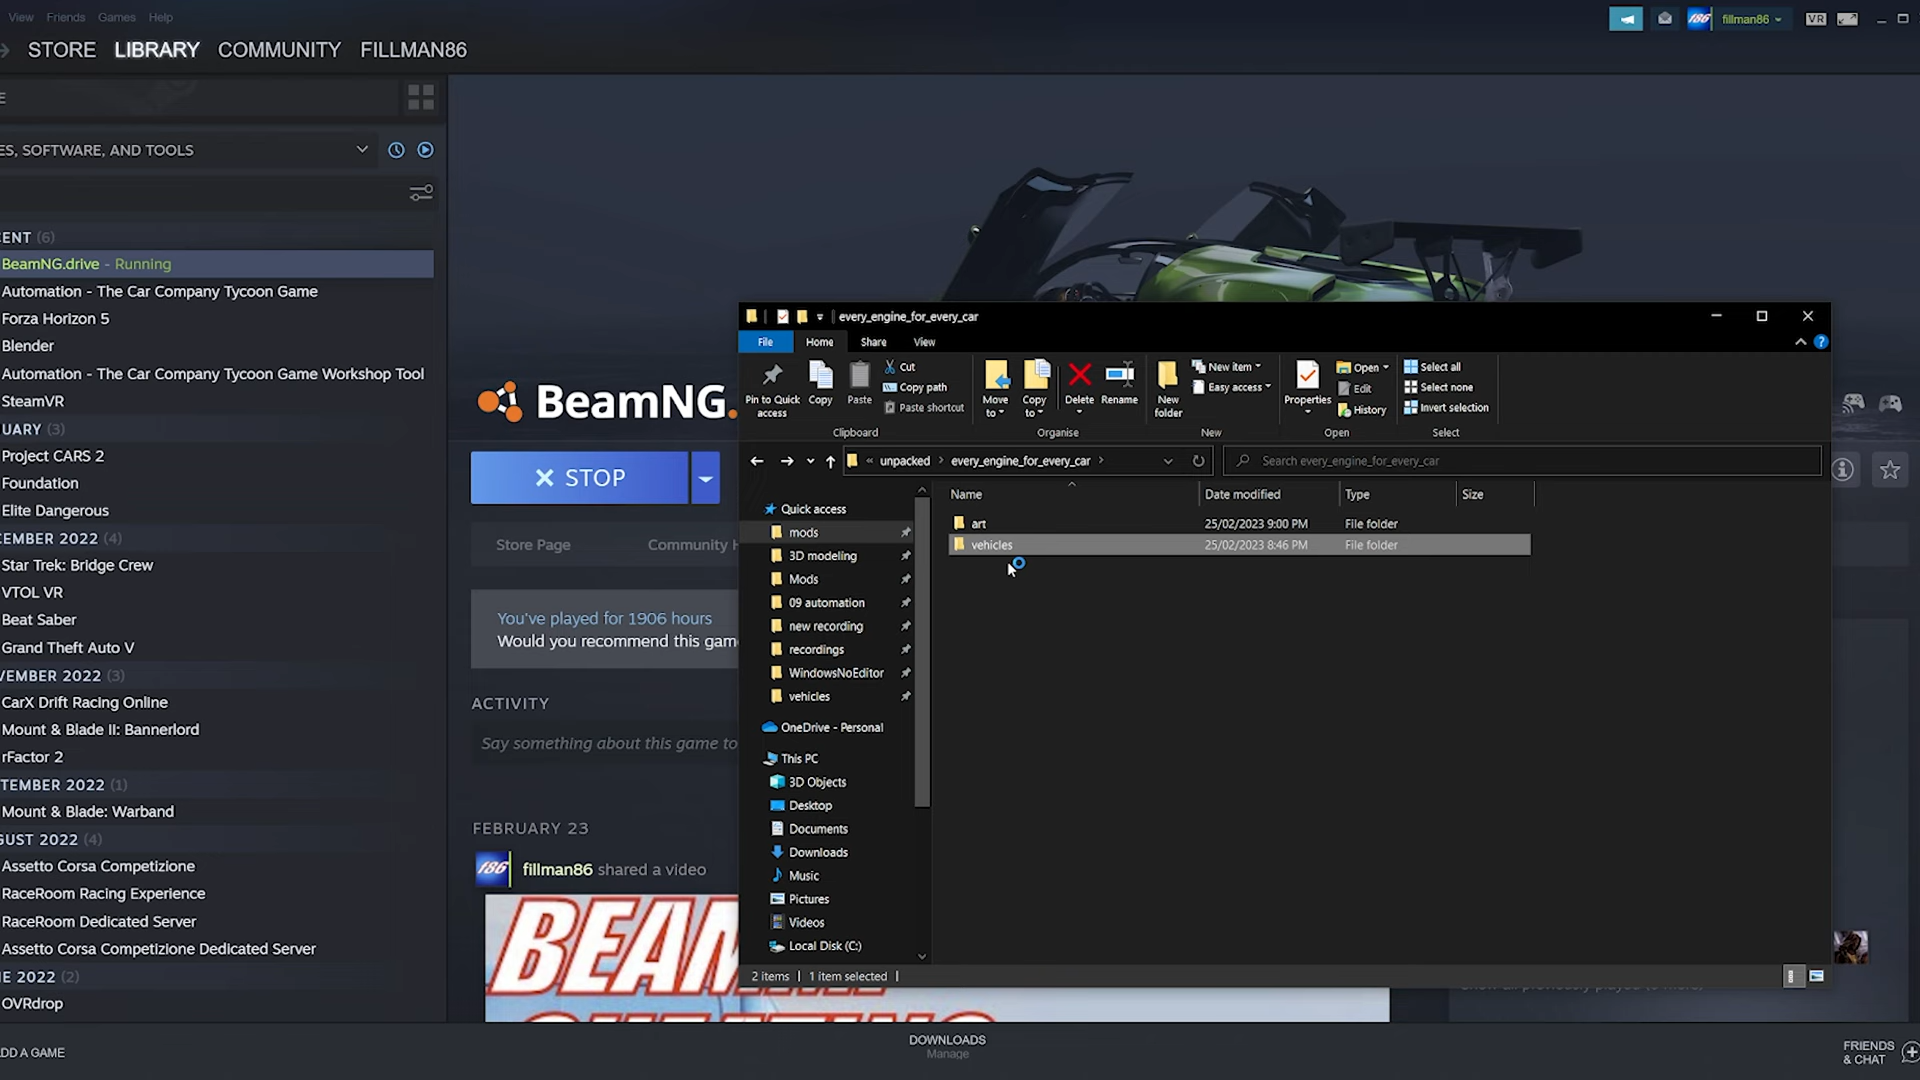 View Friends Games Help
fillman86
VR
STORE LIBRARY COMMUNITY FILLMAN86
E
ES, SOFTWARE, AND TOOLS
CENT (6)
BeamNG.drive - Running
Automation - The Car Company Tycoon Game
Forza Horizon 5
Blender
Automation - The Car Company Tycoon Game Workshop Tool
SteamVR
UARY (3)
Project CARS 2
Foundation
Elite Dangerous
CEMBER 2022 (4)
Star Trek: Bridge Crew
VTOL VR
Beat Saber
Grand Theft Auto V
VEMBER 2022 (3)
CarX Drift Racing Online
Mount & Blade II: Bannerlord
rFactor 2
TEMBER 2022 (1)
Mount & Blade: Warband
GUST 2022 (4)
Assetto Corsa Competizione
RaceRoom Racing Experience
RaceRoom Dedicated Server
Assetto Corsa Competizione Dedicated Server
NE 2022 (2)
OVRdrop
DD A GAME
BeamNG.
STOP
Store Page
Community H
You've played for 1906 hours
Would you recommend this game
ACTIVITY
Say something about this game to
FEBRUARY 23
186
fillman86 shared a video
BEAM
DOWNLOADS
Manage
FRIENDS
& CHAT
every_engine_for_every_car
File Home Share View
Pin to Quick access
Copy
Paste
Cut
Copy path
Paste shortcut
Clipboard
Move to
Copy to
Delete
Rename
Organise
New folder
New item
Easy access
New
Properties
Open
Edit
History
Open
Select all
Select none
Invert selection
Select
« unpacked > every_engine_for_every_car >
Search every_engine_for_every_car
Quick access
mods
3D modeling
Mods
09 automation
new recording
recordings
WindowsNoEditor
vehicles
OneDrive - Personal
This PC
3D Objects
Desktop
Documents
Downloads
Music
Pictures
Videos
Local Disk (C:)
Name Date modified Type Size
art 25/02/2023 9:00 PM File folder
vehicles 25/02/2023 8:46 PM File folder
2 items 1 item selected